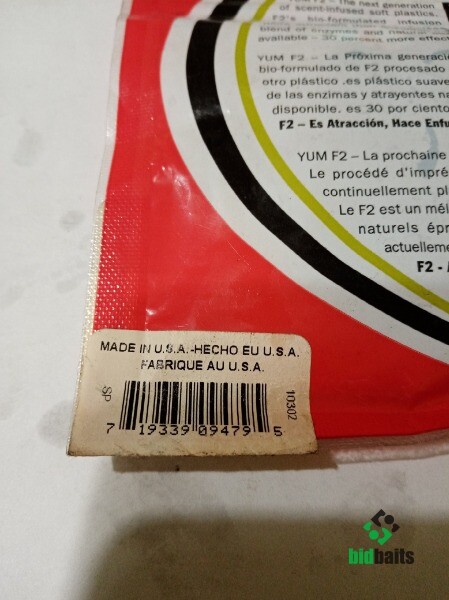 of scent-infused soft plastics.
F2's bio-formulated infusion
blend of enzymes and natural
available – 30 percent more effect
YUM F2 – La Próxima generació
bio-formulado de F2 procesado
otro plástico .es plástico suave
de las enzimas y atrayentes na
disponible. es 30 por ciento
F2 – Es Atracción, Hace Enfu
YUM F2 – La prochaine
Le procédé d'impré
continuellement pl
Le F2 est un mél
naturels épr
actuelleme
F2 - A
MADE IN U.S.A.-HECHO EU U.S.A.
FABRIQUE AU U.S.A.
SP
10302
7 19339 09479 5
bidbaits